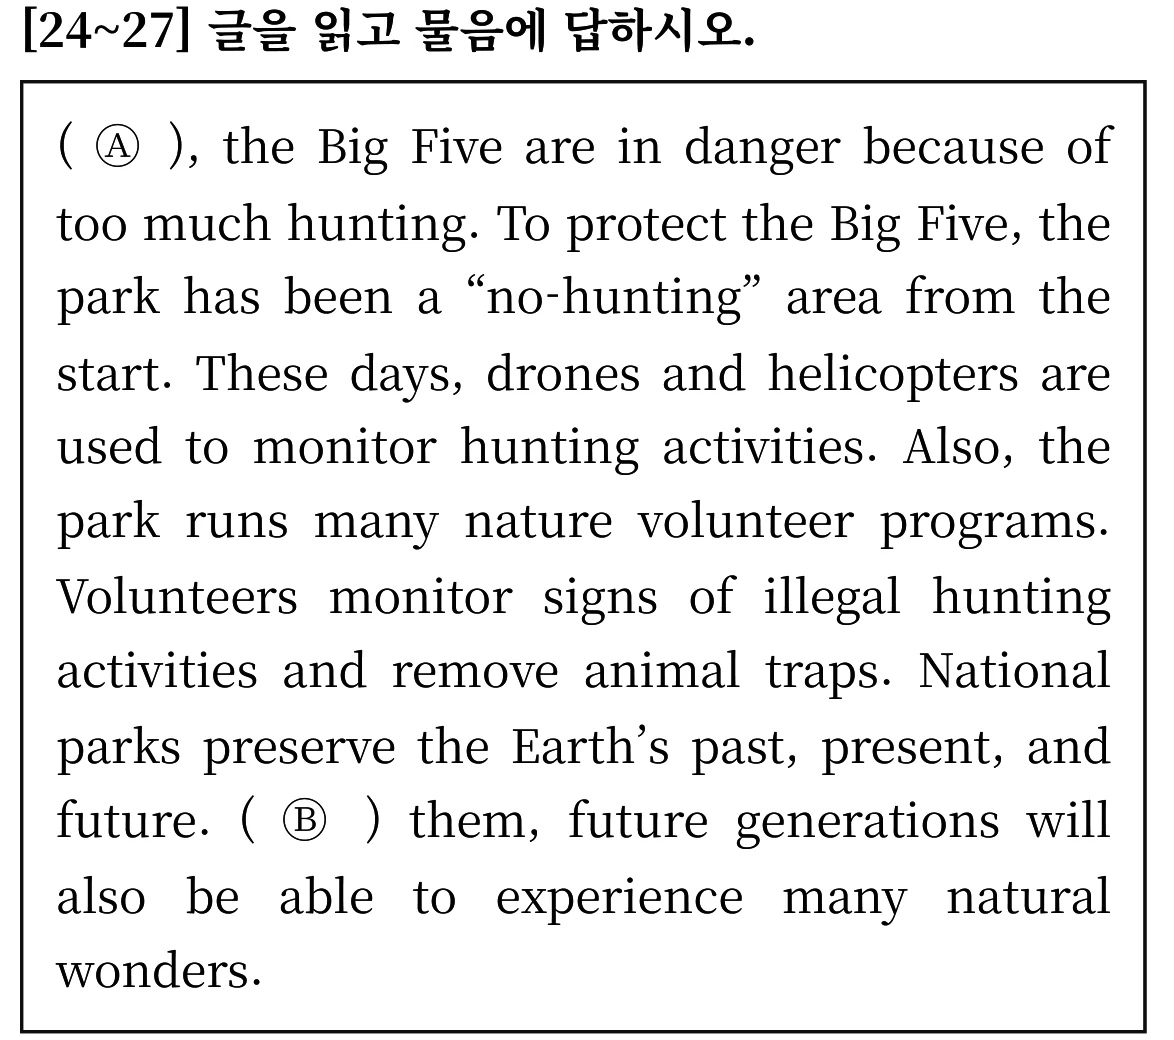 [24~27] 글을 읽고 물음에 답하시오.
( Ⓐ ), the Big Five are in danger because of
too much hunting. To protect the Big Five, the
park has been a “no-hunting” area from the
start. These days, drones and helicopters are
used to monitor hunting activities. Also, the
park runs many nature volunteer programs.
Volunteers monitor signs of illegal hunting
activities and remove animal traps. National
parks preserve the Earth’s past, present, and
future. ( Ⓑ ) them, future generations will
also be able to experience many natural
wonders.